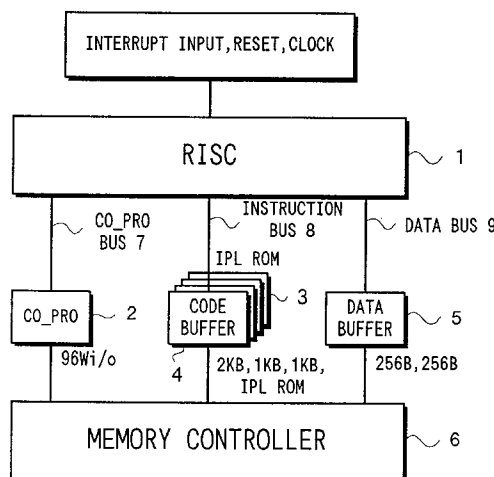 INTERRUPT INPUT,RESET,CLOCK
RISC
1
CO_PRO
BUS 7
INSTRUCTION
BUS 8
DATA BUS 9
IPL ROM
3
CO_PRO
2
CODE
BUFFER
4
DATA
BUFFER
5
96Wi/o
2KB,1KB,1KB,
IPL ROM
256B,256B
MEMORY CONTROLLER
6